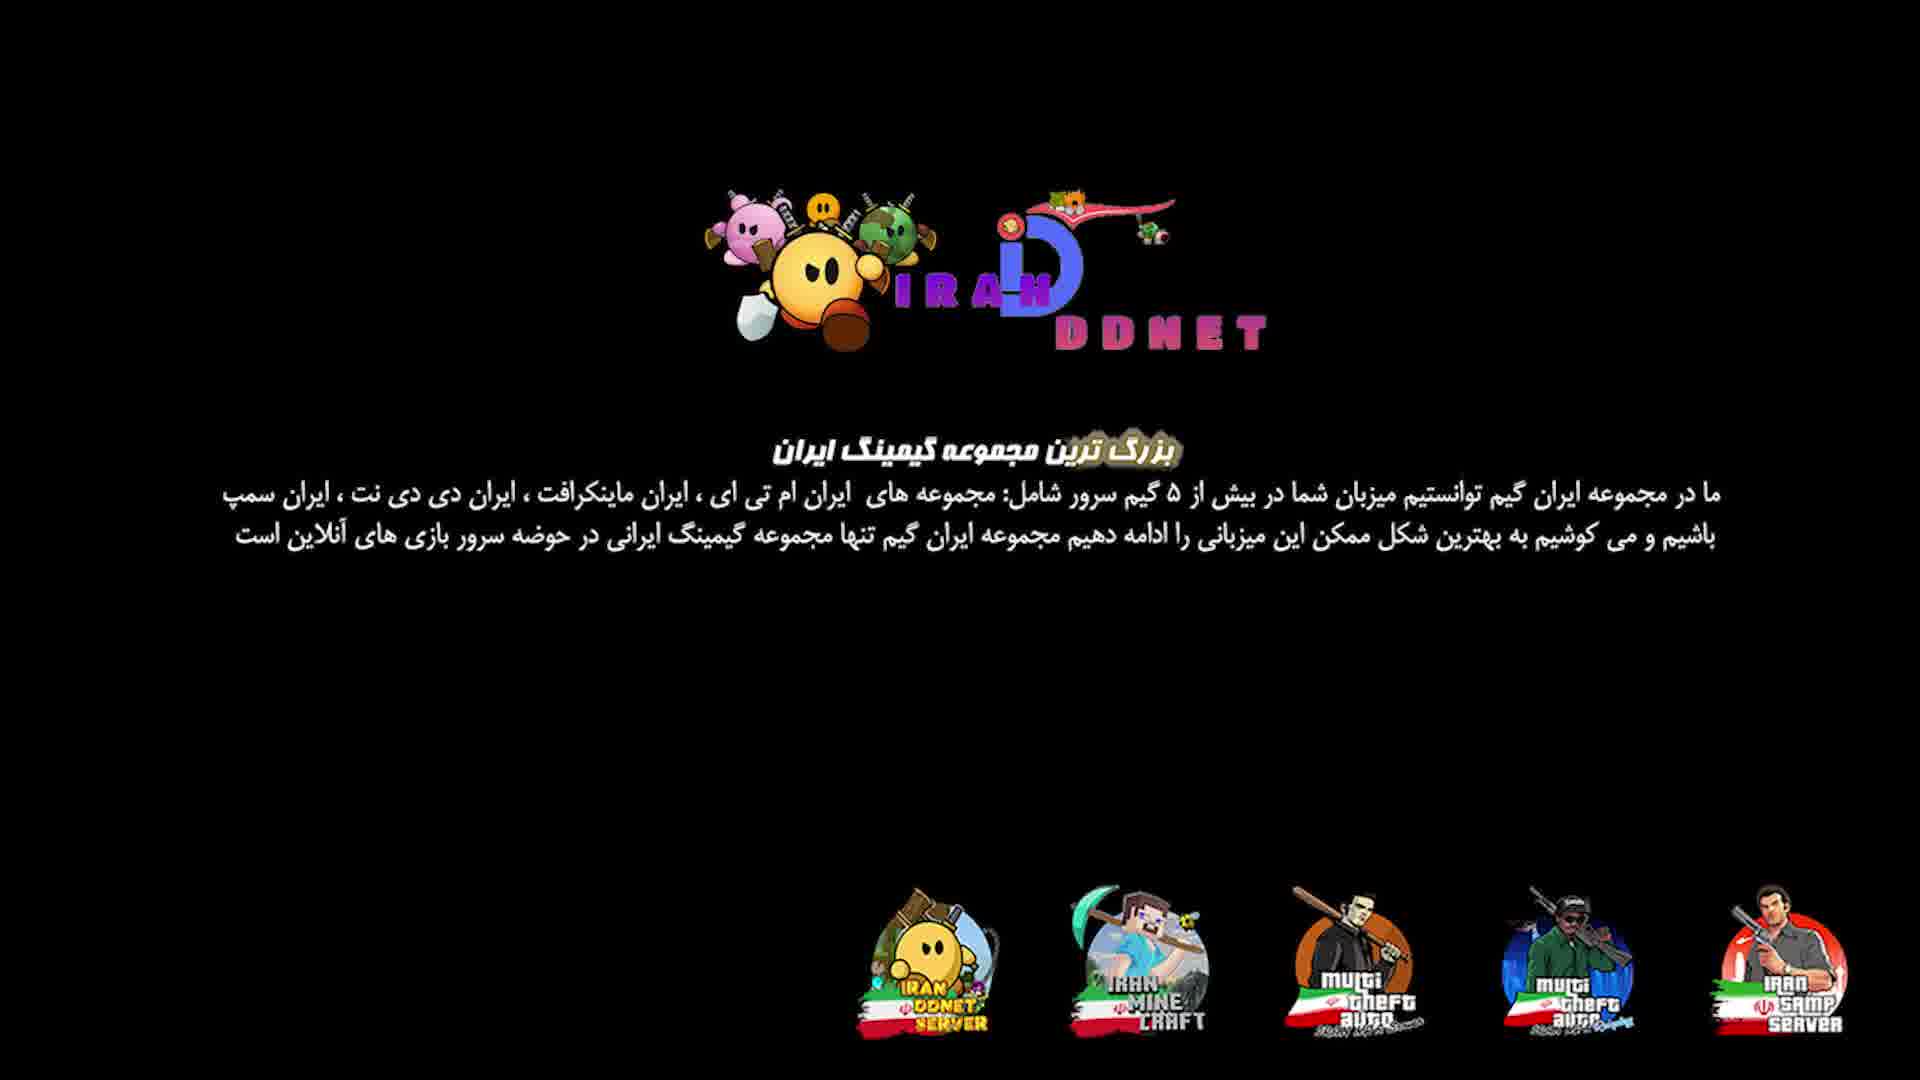 IRAN
DDNET
بزرگ ترین مجموعه گیمینگ ایران
ما در مجموعه ایران گیم توانستیم میزبان شما در بیش از ۵ گیم سرور شامل: مجموعه های ایران ام تی ای ، ایران ماینکرافت ، ایران دی دی نت ، ایران سمپ
باشیم و می کوشیم به بهترین شکل ممکن این میزبانی را ادامه دهیم مجموعه ایران گیم تنها مجموعه گیمینگ ایرانی در حوضه سرور بازی های آنلاین است
IRAN
DDNET
SERVER
IRAN
MINE
CRAFT
multi
theft
auto
multi
theft
auto
IRAN
SAMP
SERVER